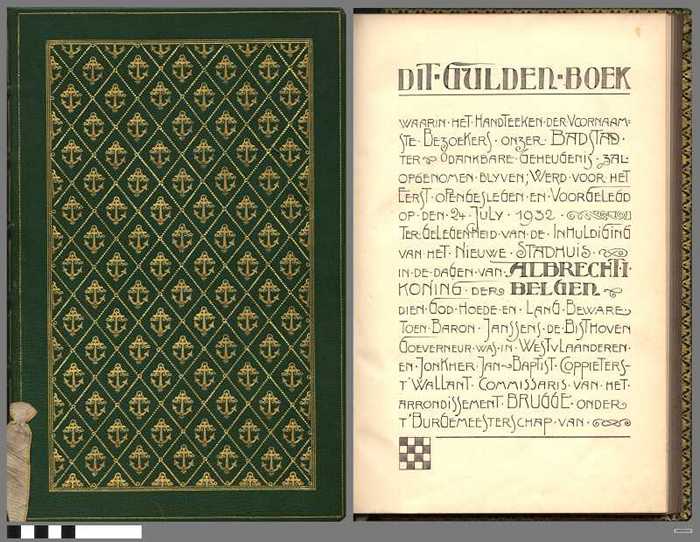 DIT · GULDEN · BOEK
WAARIN · HET · HANDTEEKEN · DER · VOORNAAM-
STE · BEZOEKERS · ONZER · BADSTAD ·
TER · DANKBARE · GEHEUGENIS · ZAL ·
OPGENOMEN · BLYVEN; WERD · VOOR · HET
EERST · OPENGESLEGEN · EN · VOORGELEGD
OP · DEN · 24 · JULY · 1932 ·
TER · GELEGENHEID · VAN · DE · INHULDIGING
VAN · HET · NIEUWE · STADHUIS ·
IN · DE · DAGEN · VAN · ALBRECHT I ·
KONING · DER · BELGEN
DIEN · GOD · HOEDE · EN · LANG · BEWARE
TOEN · BARON · JANSSENS · DE · BISTHOVEN
GOEVERNEUR · WAS · IN · WESTVLAANDEREN ·
EN · JONKHER · JAN · BAPTIST · COPPIETERS ·
T' WALLANT · COMMISSARIS · VAN · HET ·
ARRONDISSEMENT · BRUGGE · ONDER
T' BURGEMEESTERSCHAP · VAN ·